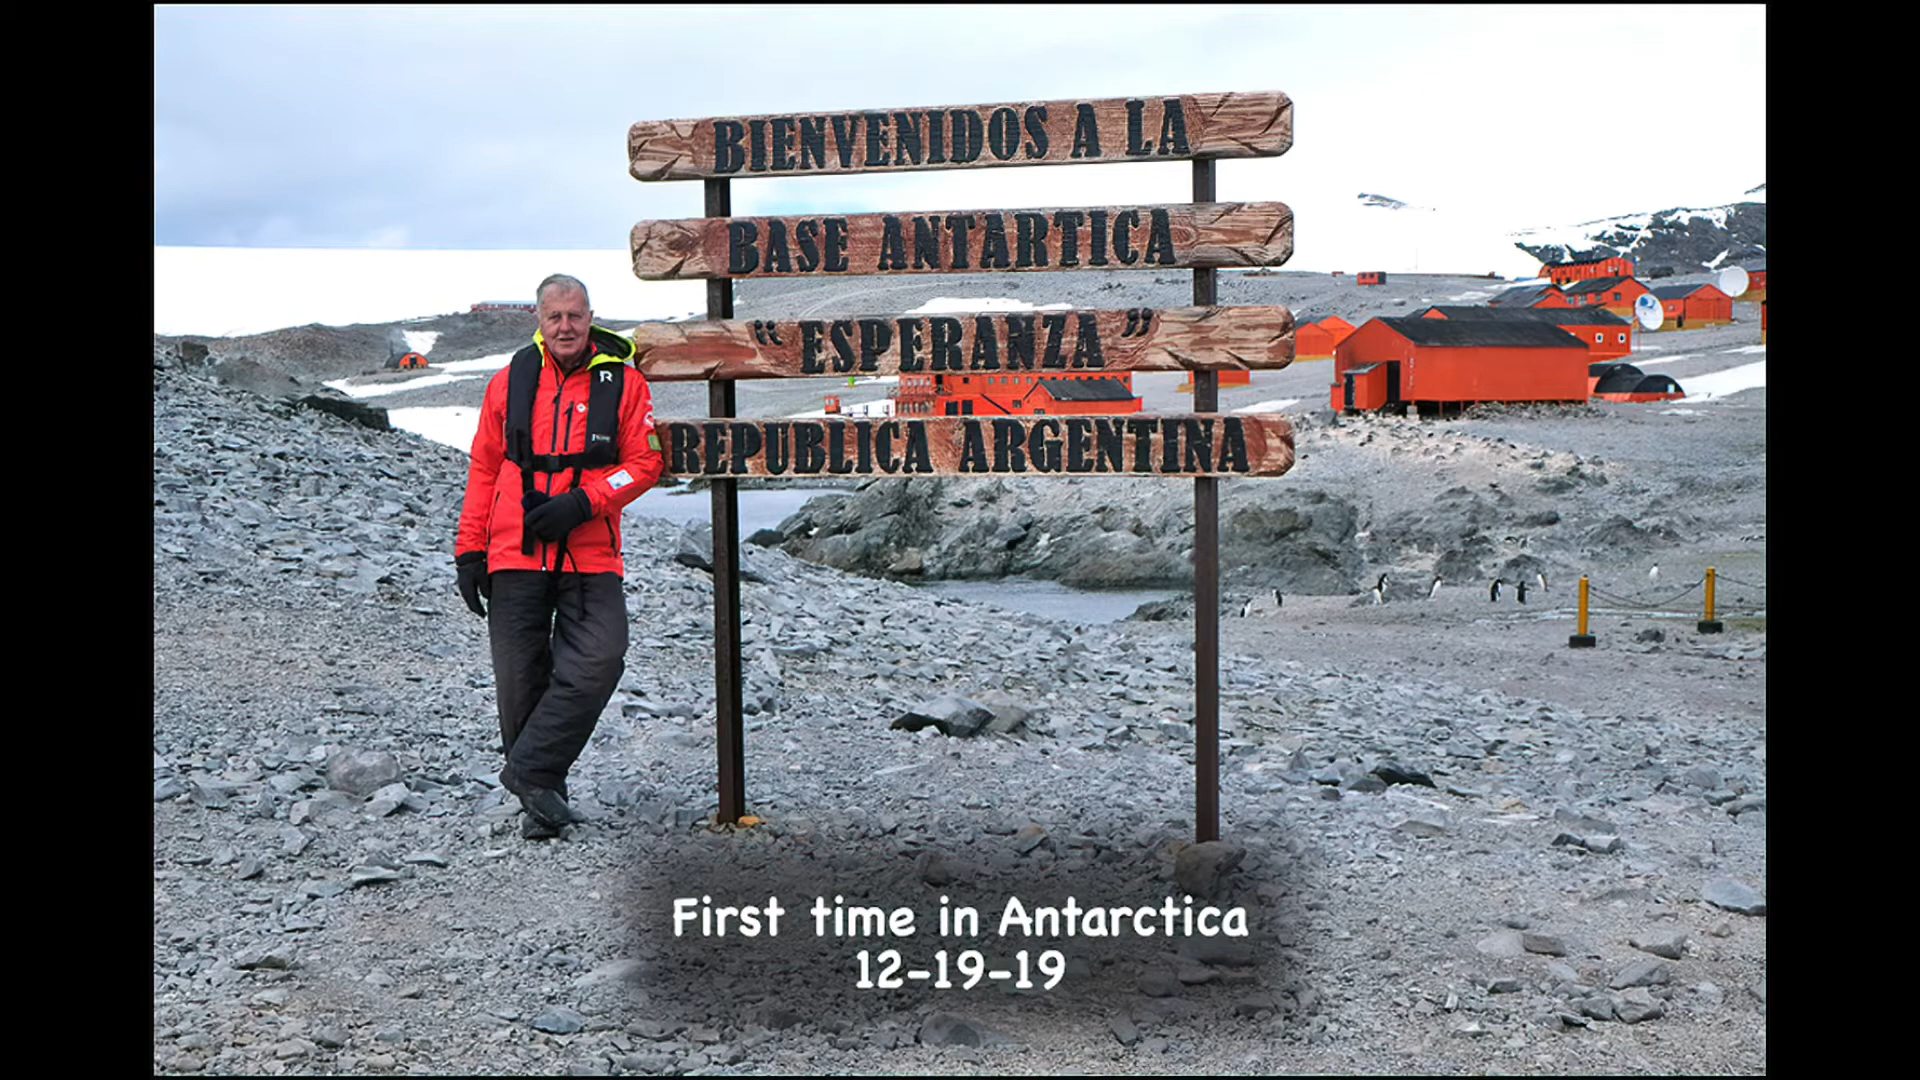 BIENVENIDOS A LA
BASE ANTARTICA
“ ESPERANZA ”
REPUBLICA ARGENTINA
R
First time in Antarctica
12-19-19